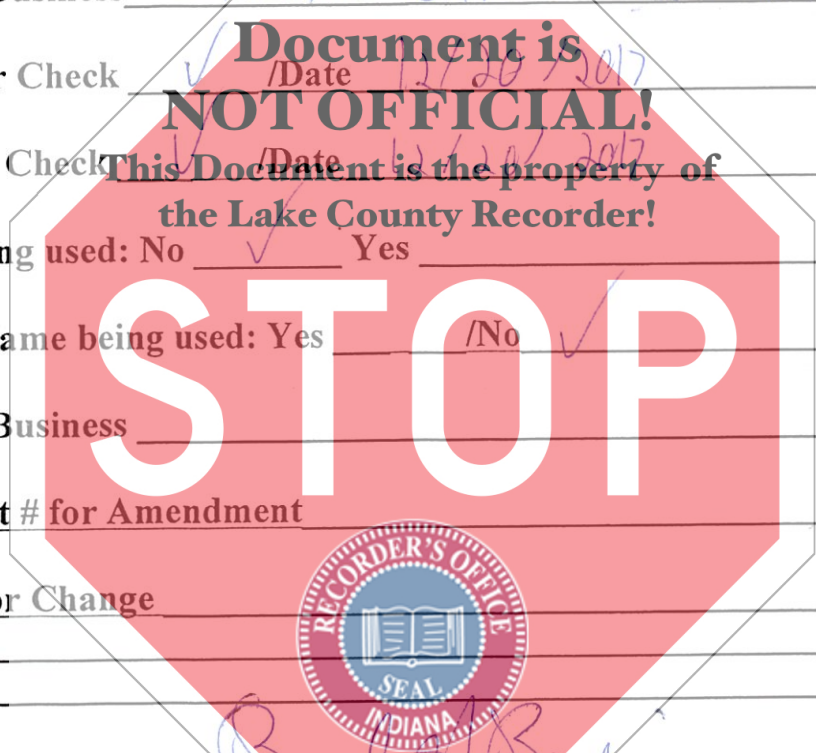 Business
Document is
Check ✓ /Date 12/20/2017
NOT OFFICIAL!
Check ✓ /Date 12/20/2017
This Document is the property of
the Lake County Recorder!
ng used: No ✓ Yes
ame being used: Yes /No ✓
STOP
Business
t # for Amendment
r Change
RECORDER'S OFFICE
SEAL
INDIANA